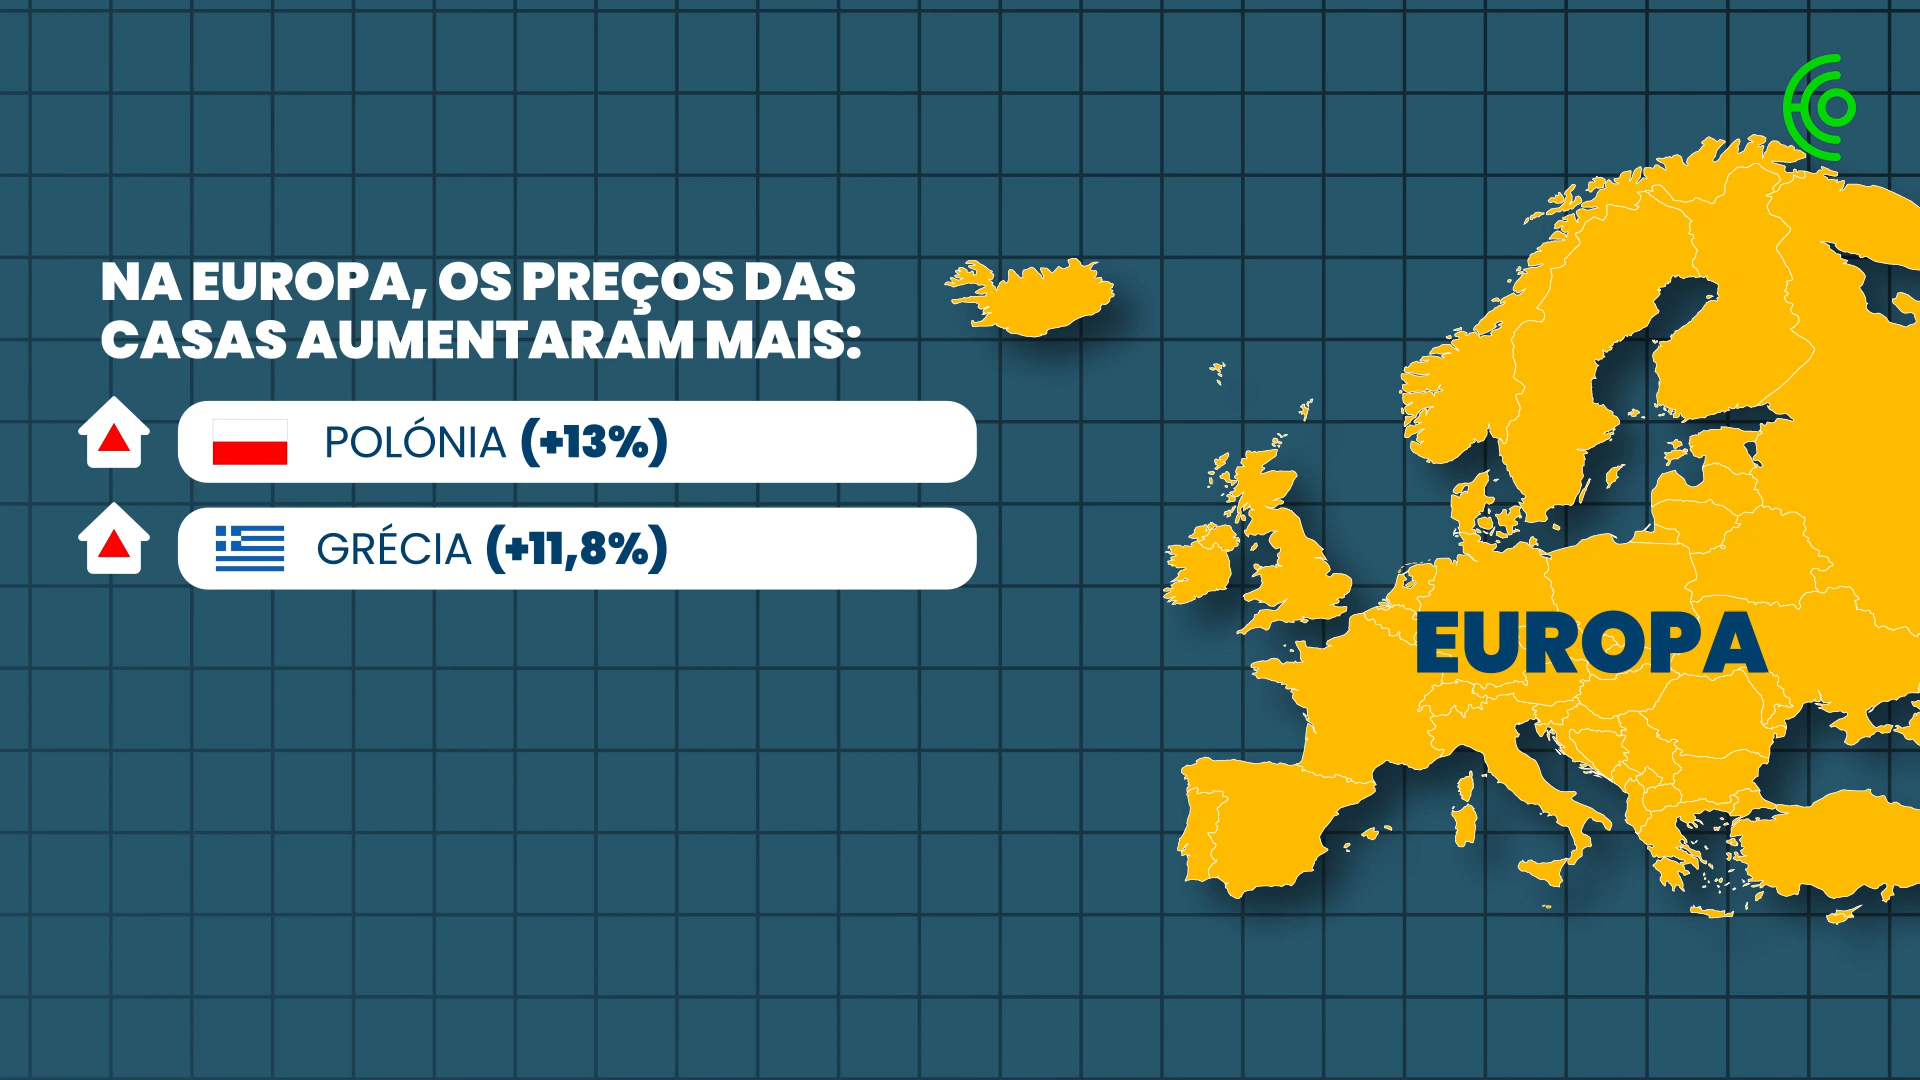 NA EUROPA, OS PREÇOS DAS
CASAS AUMENTARAM MAIS:
POLÓNIA (+13%)
GRÉCIA (+11,8%)
EUROPA